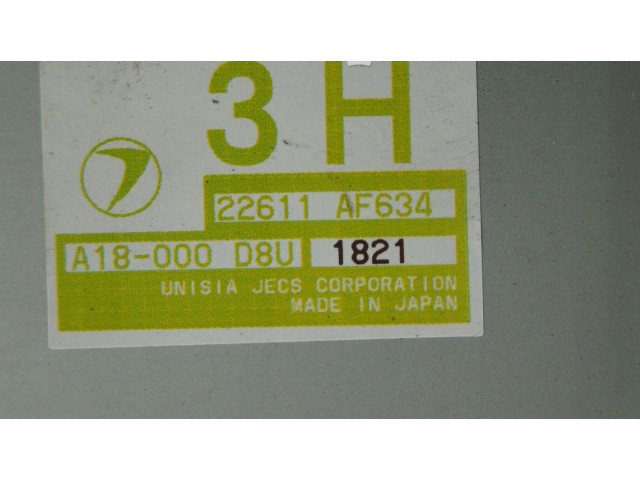 3 H
22611 AF634
A18-000 D8U 1821
UNISIA JECS CORPORATION
MADE IN JAPAN